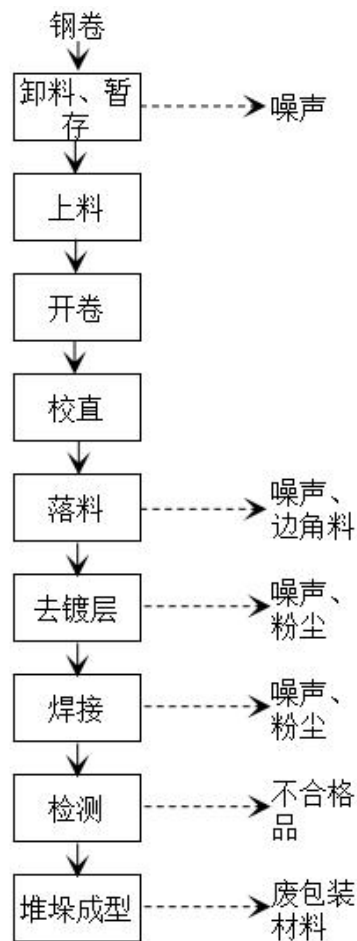 钢卷
卸料、暂
存
噪声
上料
开卷
校直
落料
噪声、
边角料
去镀层
噪声、
粉尘
焊接
噪声、
粉尘
检测
不合格
品
堆垛成型
废包装
材料